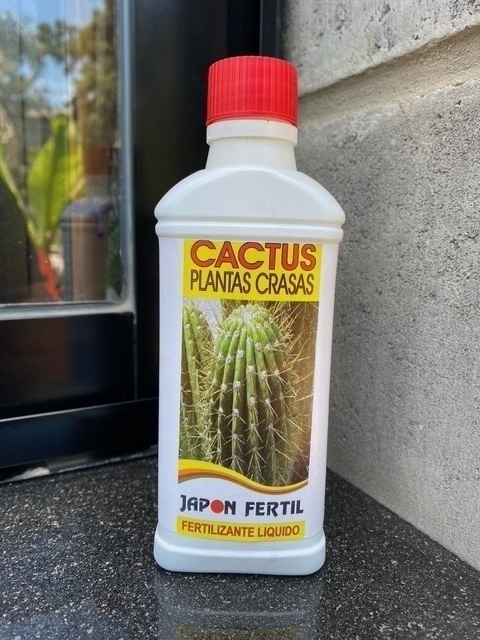 CACTUS
PLANTAS CRASAS
JAPON FERTIL
FERTILIZANTE LIQUIDO